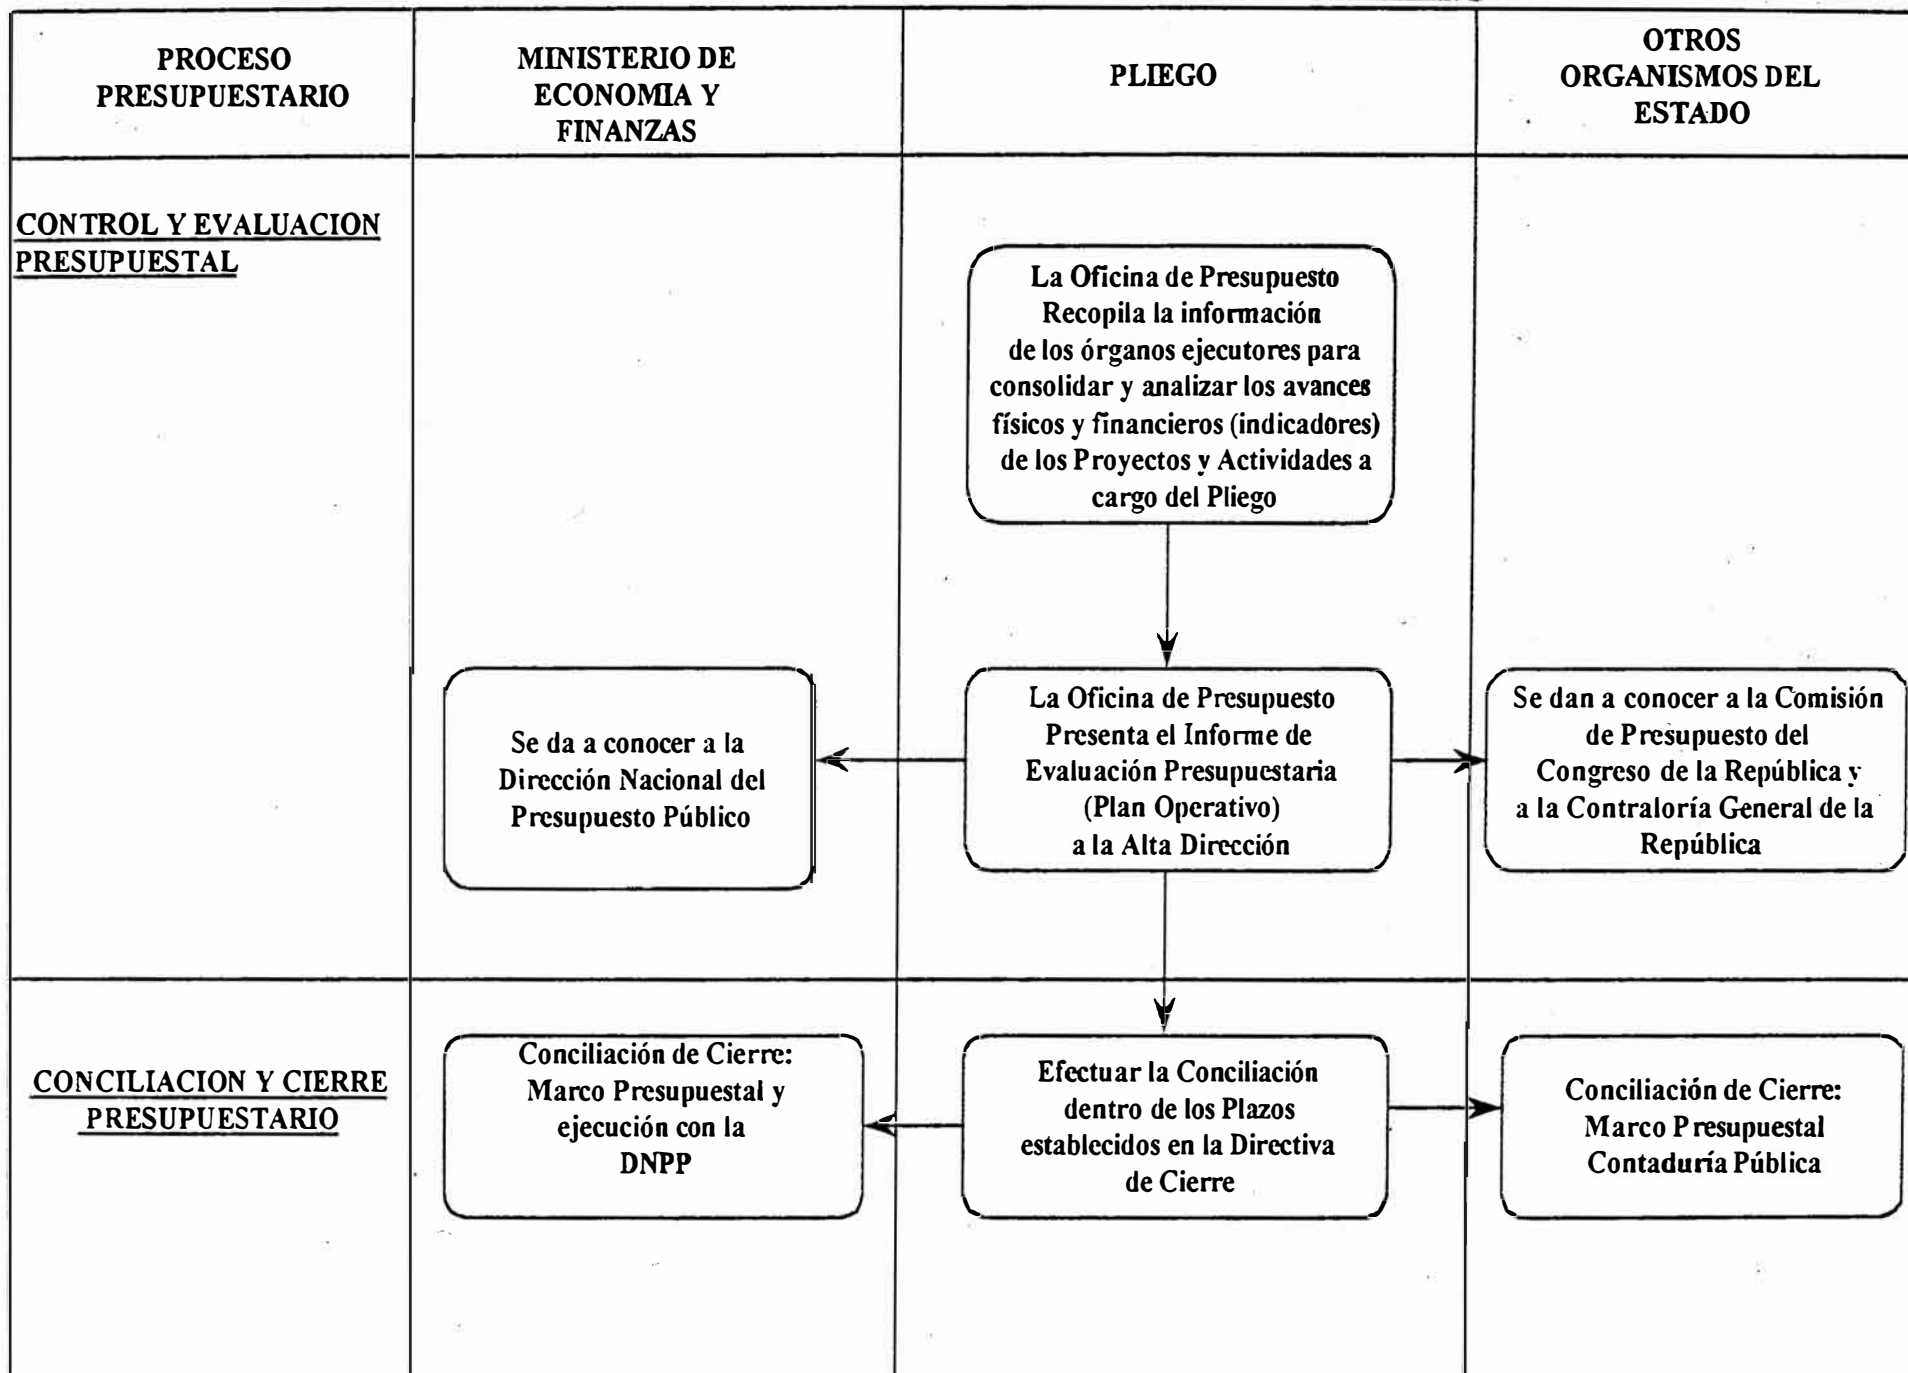 PROCESO
PRESUPUESTARIO
MINISTERIO DE
ECONOMIA Y
FINANZAS
PLIEGO
OTROS
ORGANISMOS DEL
ESTADO
CONTROL Y EVALUACION
PRESUPUESTAL
La Oficina de Presupuesto
Recopila la información
de los órganos ejecutores para
consolidar y analizar los avances
físicos y financieros (indicadores)
de los Proyectos y Actividades a
cargo del Pliego
Se da a conocer a la
Dirección Nacional del
Presupuesto Público
La Oficina de Presupuesto
Presenta el Informe de
Evaluación Presupuestaria
(Plan Operativo)
a la Alta Dirección
Se dan a conocer a la Comisión
de Presupuesto del
Congreso de la República y
a la Contraloría General de la
República
CONCILIACION Y CIERRE
PRESUPUESTARIO
Conciliación de Cierre:
Marco Presupuestal y
ejecución con la
DNPP
Efectuar la Conciliación
dentro de los Plazos
establecidos en la Directiva
de Cierre
Conciliación de Cierre:
Marco Presupuestal
Contaduría Pública